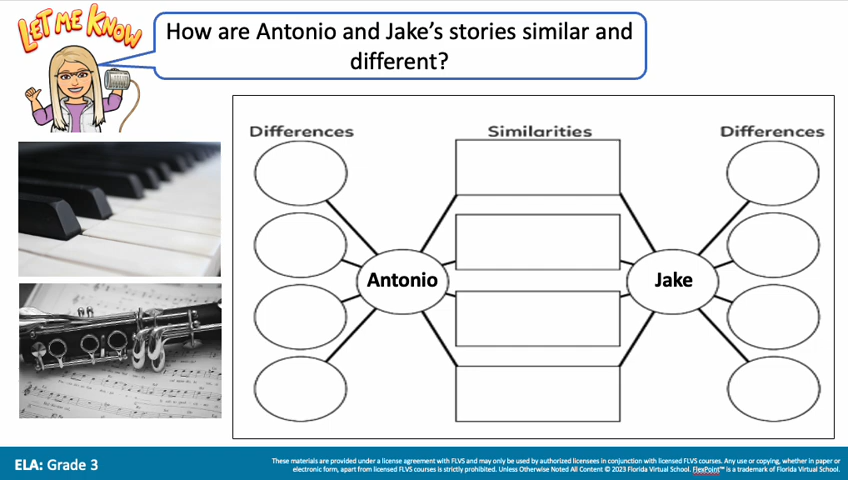 LET ME KNOW
How are Antonio and Jake’s stories similar and
different?
Differences
Similarities
Differences
Antonio
Jake
ELA: Grade 3
These materials are provided under a license agreement with FLVS and may only be used by authorized licensees in conjunction with licensed FLVS courses. Any use or copying, whether in paper or
electronic form, apart from licensed FLVS courses is strictly prohibited. Unless Otherwise Noted All Content © 2023 Florida Virtual School. FlexPoint™ is a trademark of Florida Virtual School.